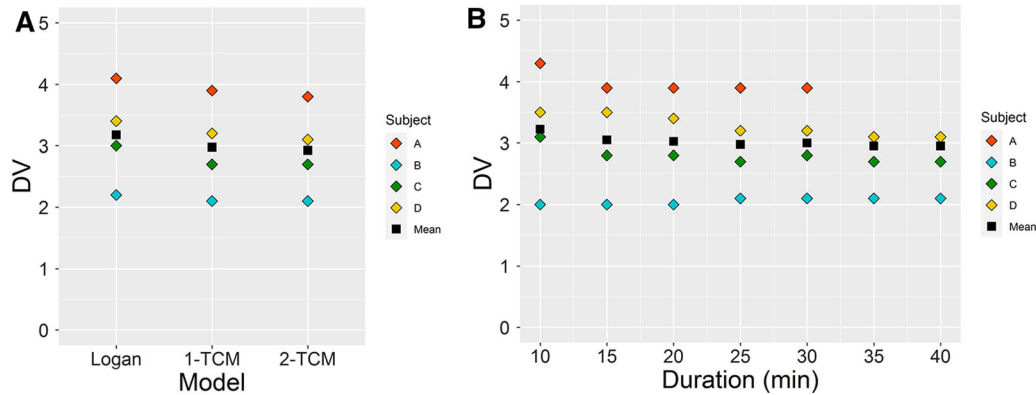 A
5
4
3
2
1
0
DV
Logan 1-TCM 2-TCM
Model
Subject
A
B
C
D
Mean
B
5
4
3
2
1
0
DV
10 15 20 25 30 35 40
Duration (min)
Subject
A
B
C
D
Mean